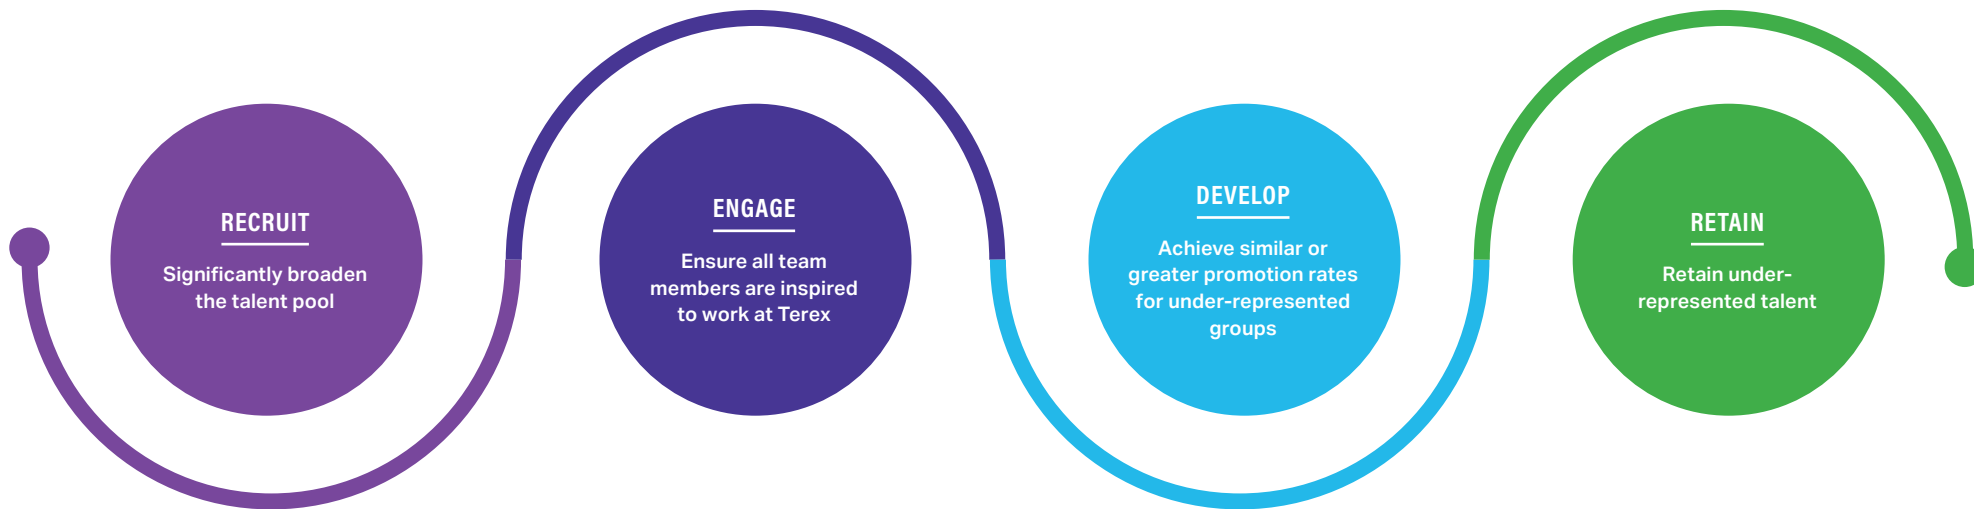 RECRUIT
Significantly broaden
the talent pool
ENGAGE
Ensure all team
members are inspired
to work at Terex
DEVELOP
Achieve similar or
greater promotion rates
for under-represented
groups
RETAIN
Retain under-
represented talent